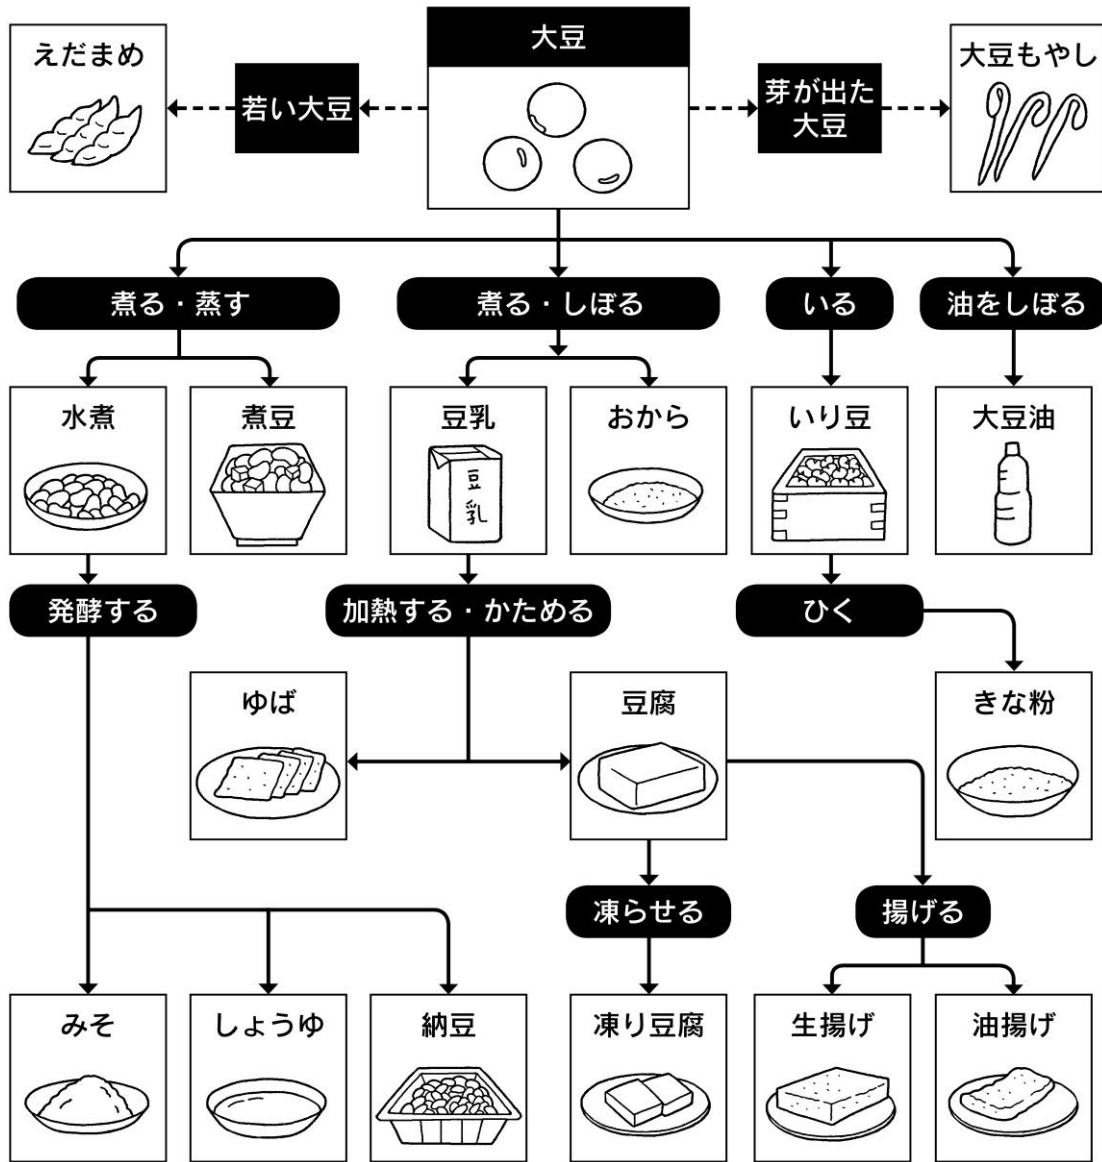 大豆
えだまめ
若い大豆
芽が出た
大豆
大豆もやし
煮る・蒸す
煮る・しぼる
いる
油をしぼる
水煮
煮豆
豆乳
豆
乳
おから
いり豆
大豆油
発酵する
加熱する・かためる
ひく
ゆば
豆腐
きな粉
凍らせる
揚げる
みそ
しょうゆ
納豆
凍り豆腐
生揚げ
油揚げ